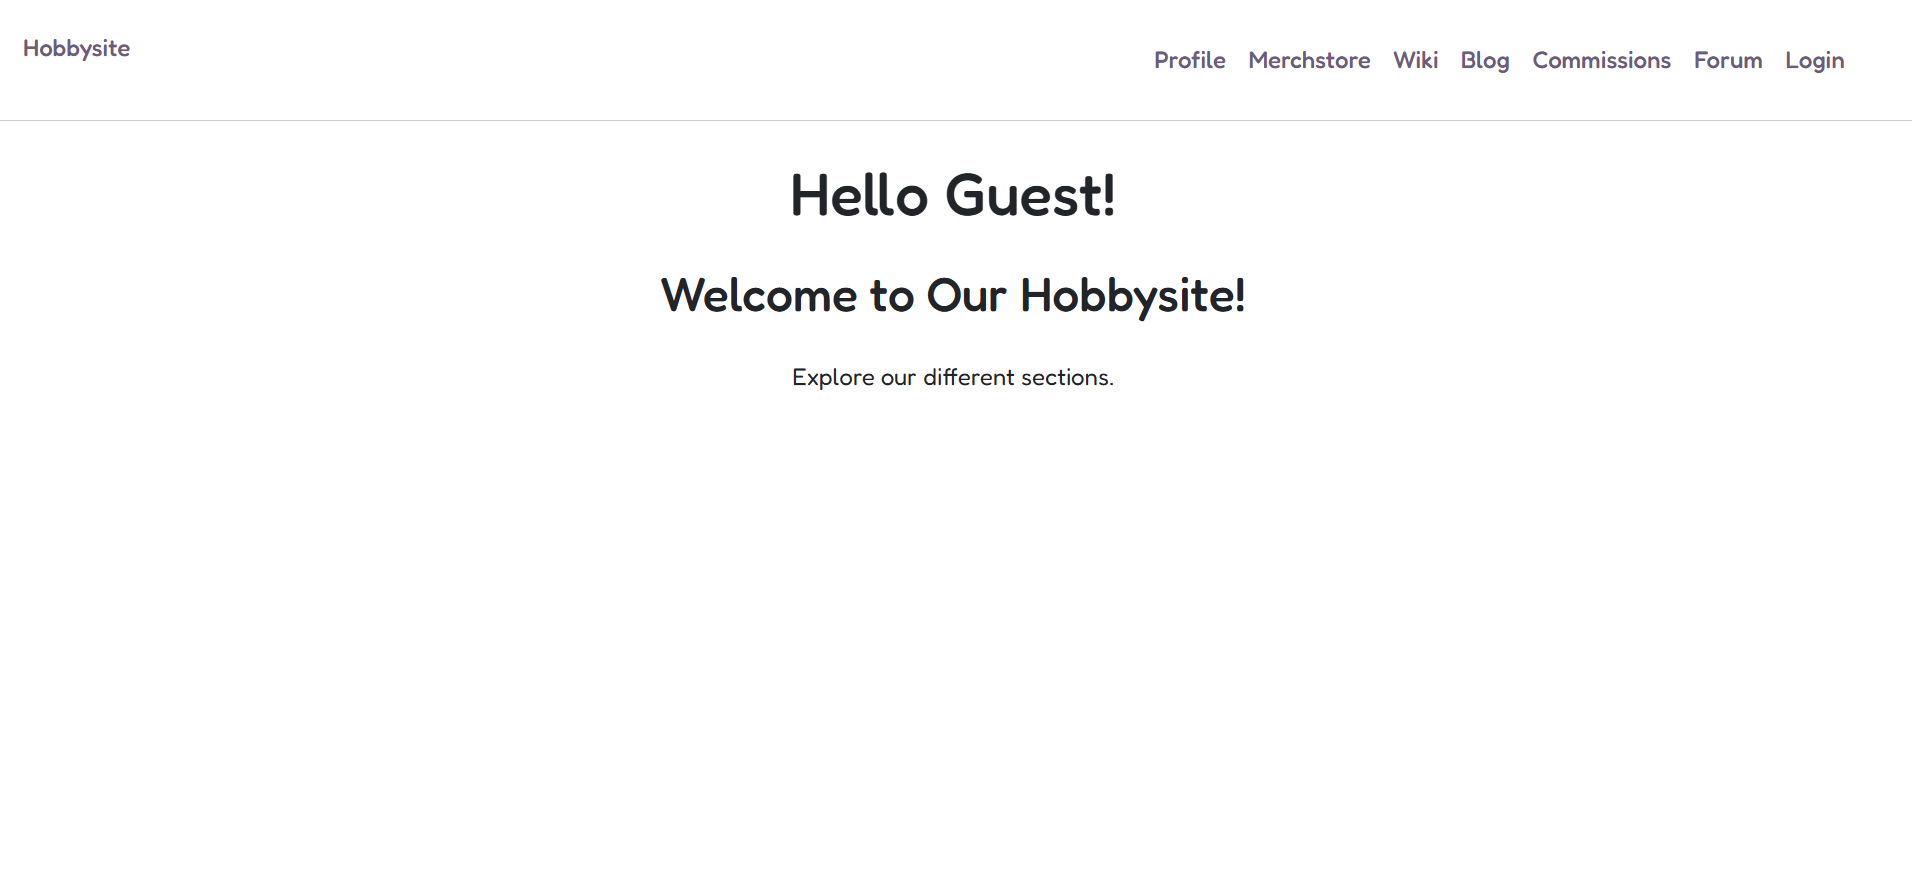 Hobbysite
Profile Merchstore Wiki Blog Commissions Forum Login
Hello Guest!
Welcome to Our Hobbysite!
Explore our different sections.